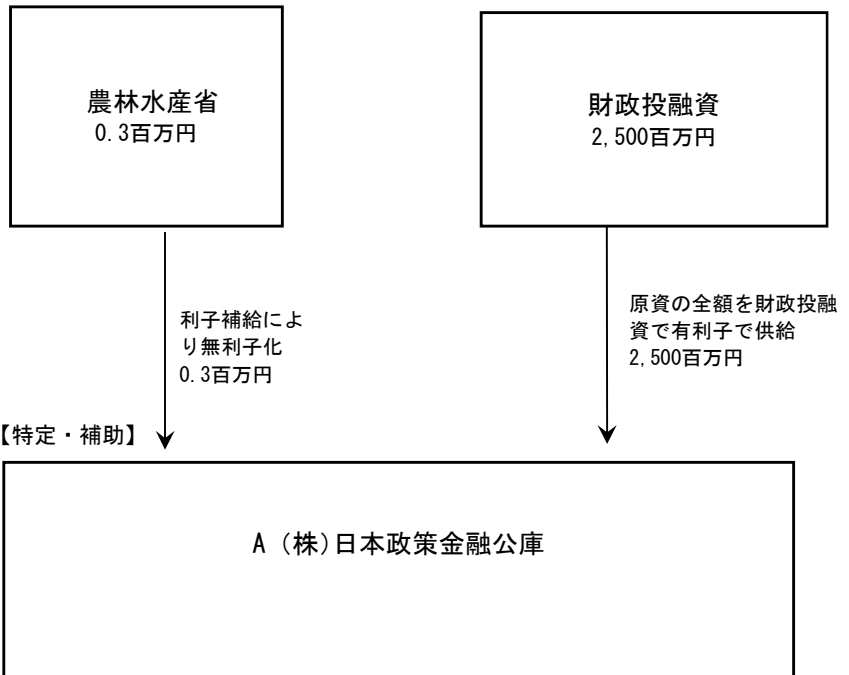 農林水産省
0.3百万円
財政投融資
2,500百万円
利子補給によ
り無利子化
0.3百万円
原資の全額を財政投融
資で有利子で供給
2,500百万円
【特定・補助】
A (株)日本政策金融公庫